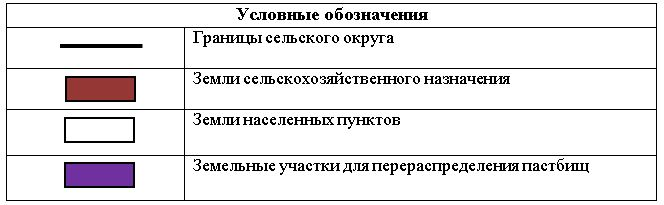 Условные обозначения
Границы сельского округа
Земли сельскохозяйственного назначения
Земли населенных пунктов
Земельные участки для перераспределения пастбищ